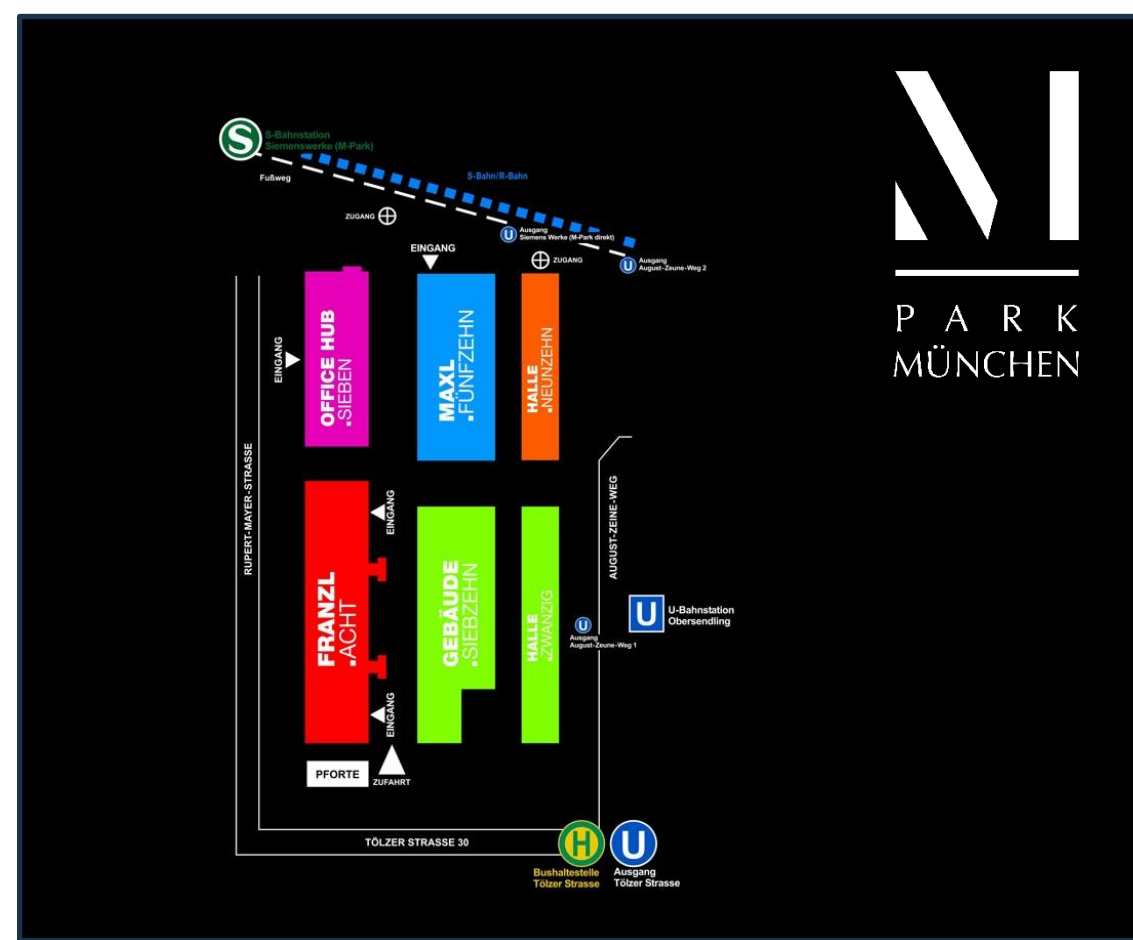 S
S-Bahnstation
Siemenswerke (M-Park)
Fußweg
S-Bahn/R-Bahn
ZUGANG
U
Ausgang
Siemens Werke (M-Park direkt)
EINGANG
ZUGANG
U
Ausgang
August-Zeune-Weg 2
M
PARK
MÜNCHEN
EINGANG
OFFICE HUB
.SIEBEN
MAXL
.FÜNFZEHN
HALLE
.NEUNZEHN
RUPERT-MAYER-STRASSE
AUGUST-ZEINE-WEG
FRANZL
.ACHT
EINGANG
EINGANG
GEBÄUDE
.SIEBZEHN
HALLE
.ZWANZIG
U
Ausgang
August-Zeune-Weg 1
U
U-Bahnstation
Obersendling
PFORTE
ZUFAHRT
TÖLZER STRASSE 30
H
Bushaltestelle
Tölzer Strasse
U
Ausgang
Tölzer Strasse